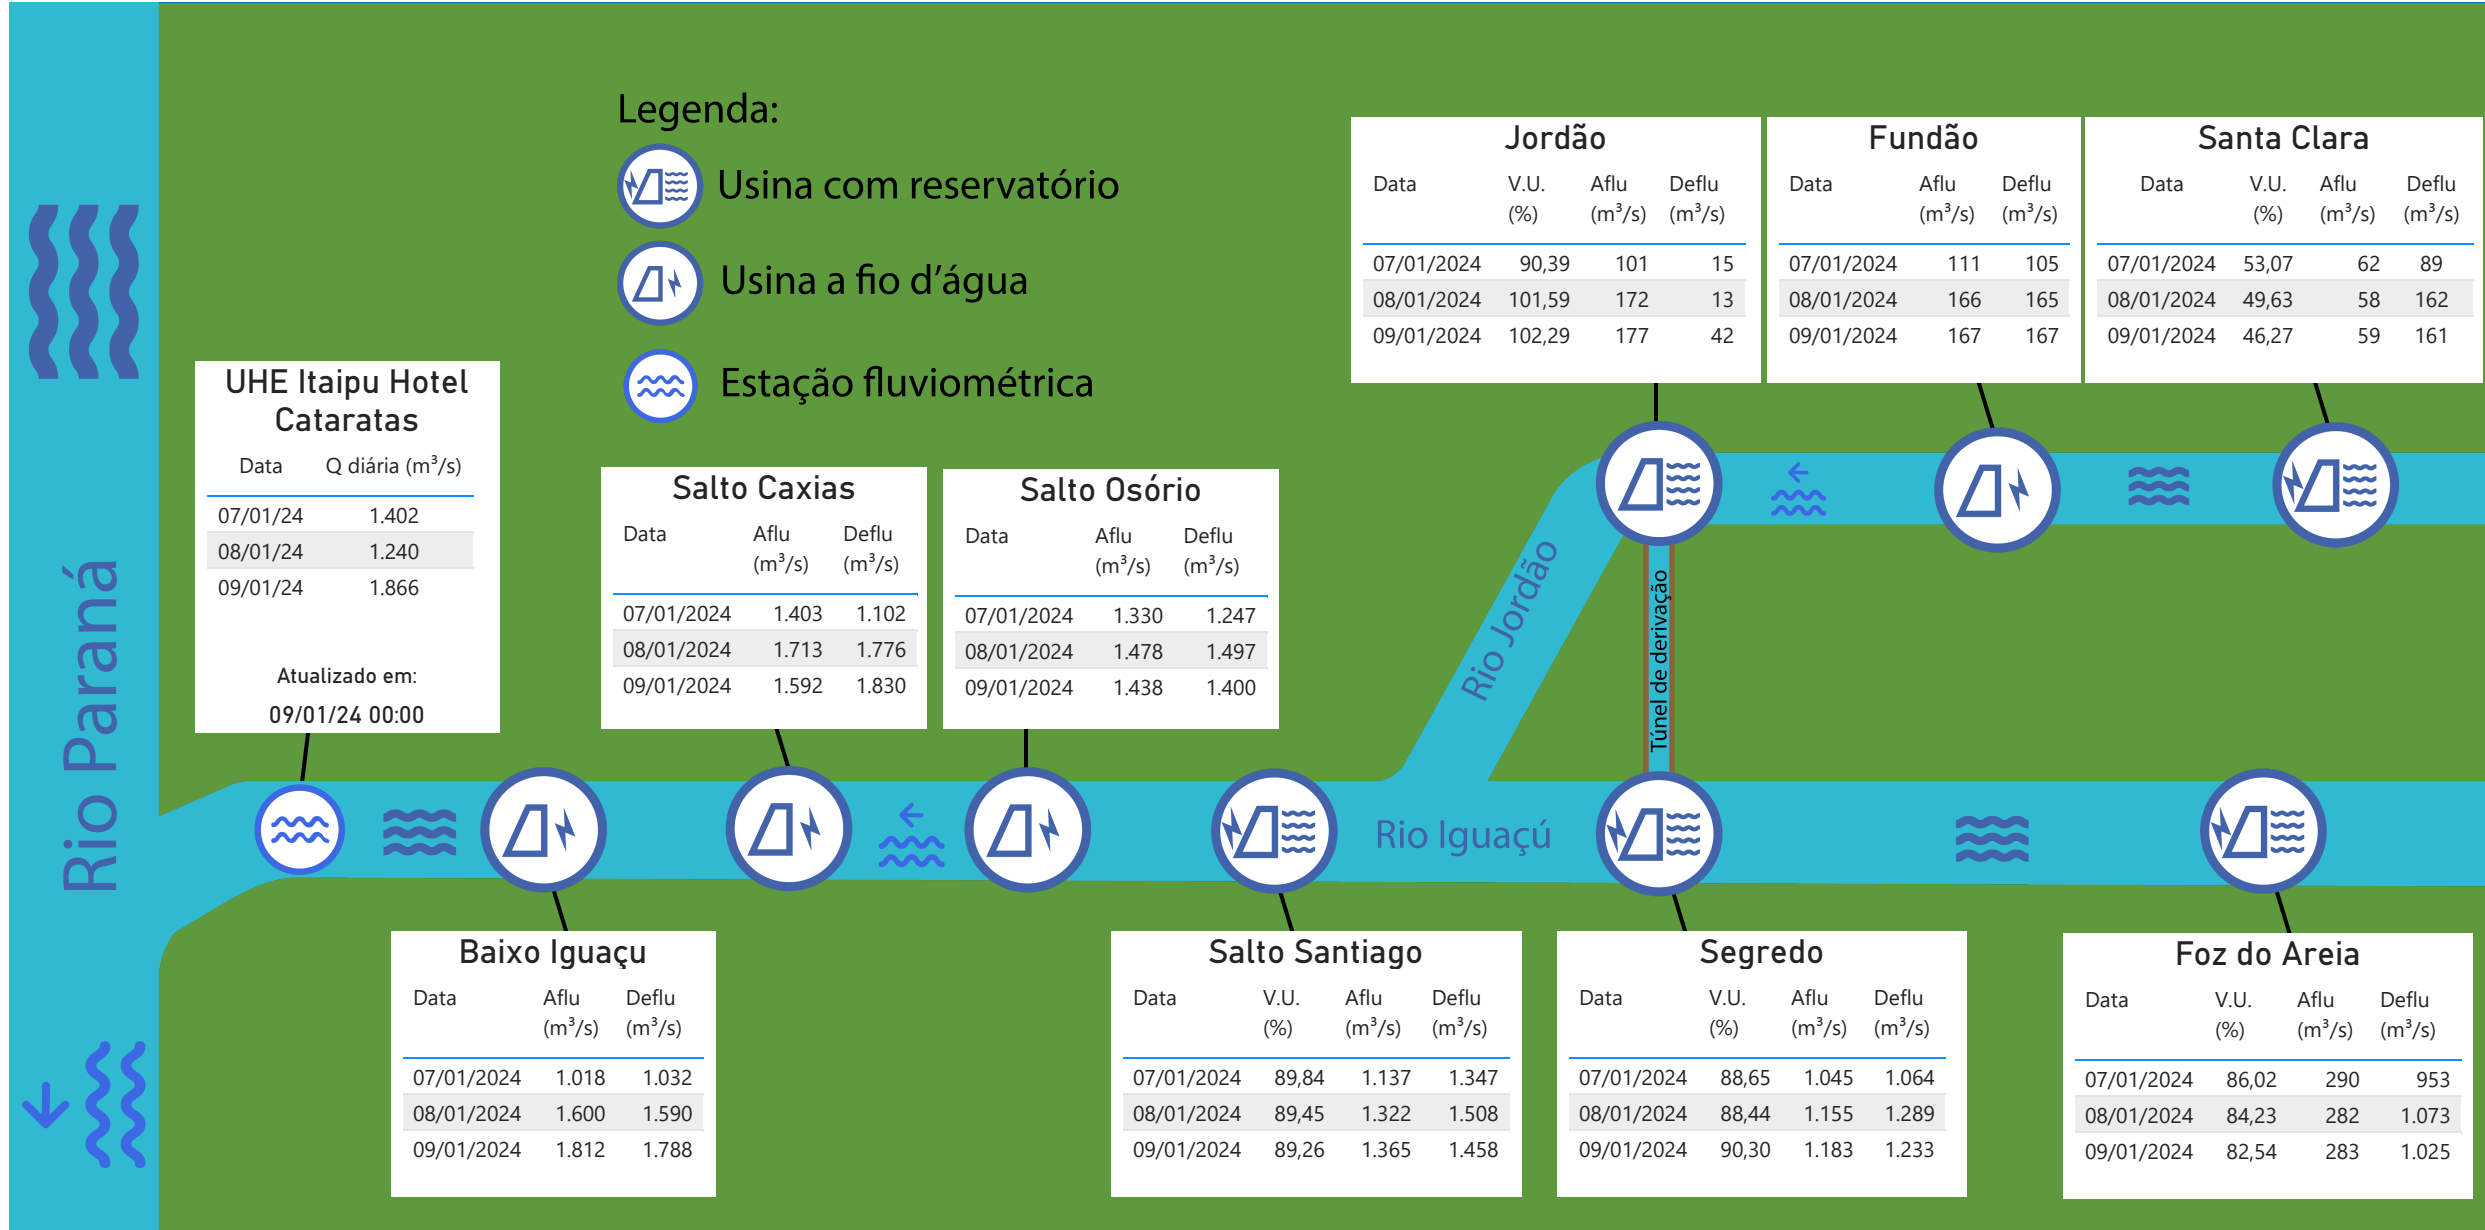 Legenda:
Usina com reservatório
Usina a fio d'água
Estação fluviométrica
Jordão
Data V.U. (%) Aflu (m³/s) Deflu (m³/s)
07/01/2024 90,39 101 15
08/01/2024 101,59 172 13
09/01/2024 102,29 177 42
Fundão
Data Aflu (m³/s) Deflu (m³/s)
07/01/2024 111 105
08/01/2024 166 165
09/01/2024 167 167
Santa Clara
Data V.U. (%) Aflu (m³/s) Deflu (m³/s)
07/01/2024 53,07 62 89
08/01/2024 49,63 58 162
09/01/2024 46,27 59 161
UHE Itaipu Hotel
Cataratas
Data Q diária (m³/s)
07/01/24 1.402
08/01/24 1.240
09/01/24 1.866
Atualizado em:
09/01/24 00:00
Salto Caxias
Data Aflu (m³/s) Deflu (m³/s)
07/01/2024 1.403 1.102
08/01/2024 1.713 1.776
09/01/2024 1.592 1.830
Salto Osório
Data Aflu (m³/s) Deflu (m³/s)
07/01/2024 1.330 1.247
08/01/2024 1.478 1.497
09/01/2024 1.438 1.400
Rio Paraná
Rio Jordão
Túnel de derivação
Rio Iguaçú
Baixo Iguaçu
Data Aflu (m³/s) Deflu (m³/s)
07/01/2024 1.018 1.032
08/01/2024 1.600 1.590
09/01/2024 1.812 1.788
Salto Santiago
Data V.U. (%) Aflu (m³/s) Deflu (m³/s)
07/01/2024 89,84 1.137 1.347
08/01/2024 89,45 1.322 1.508
09/01/2024 89,26 1.365 1.458
Segredo
Data V.U. (%) Aflu (m³/s) Deflu (m³/s)
07/01/2024 88,65 1.045 1.064
08/01/2024 88,44 1.155 1.289
09/01/2024 90,30 1.183 1.233
Foz do Areia
Data V.U. (%) Aflu (m³/s) Deflu (m³/s)
07/01/2024 86,02 290 953
08/01/2024 84,23 282 1.073
09/01/2024 82,54 283 1.025